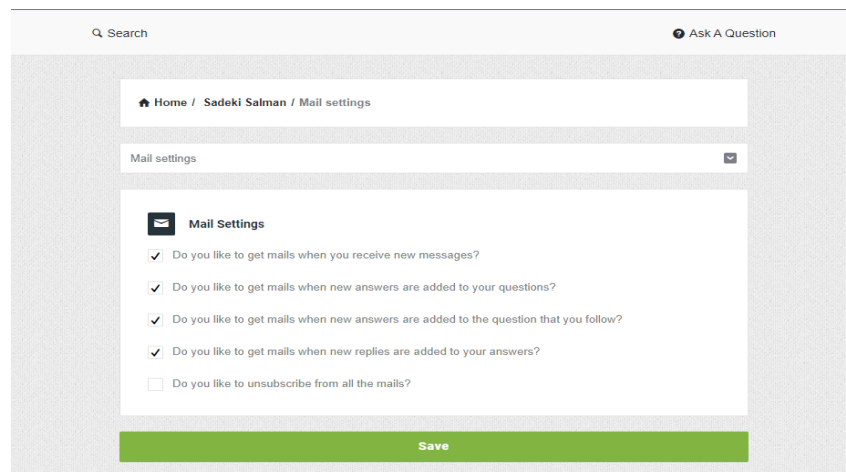 Search
Ask A Question
Home / Sadeki Salman / Mail settings
Mail settings
Mail Settings
Do you like to get mails when you receive new messages?
Do you like to get mails when new answers are added to your questions?
Do you like to get mails when new answers are added to the question that you follow?
Do you like to get mails when new replies are added to your answers?
Do you like to unsubscribe from all the mails?
Save